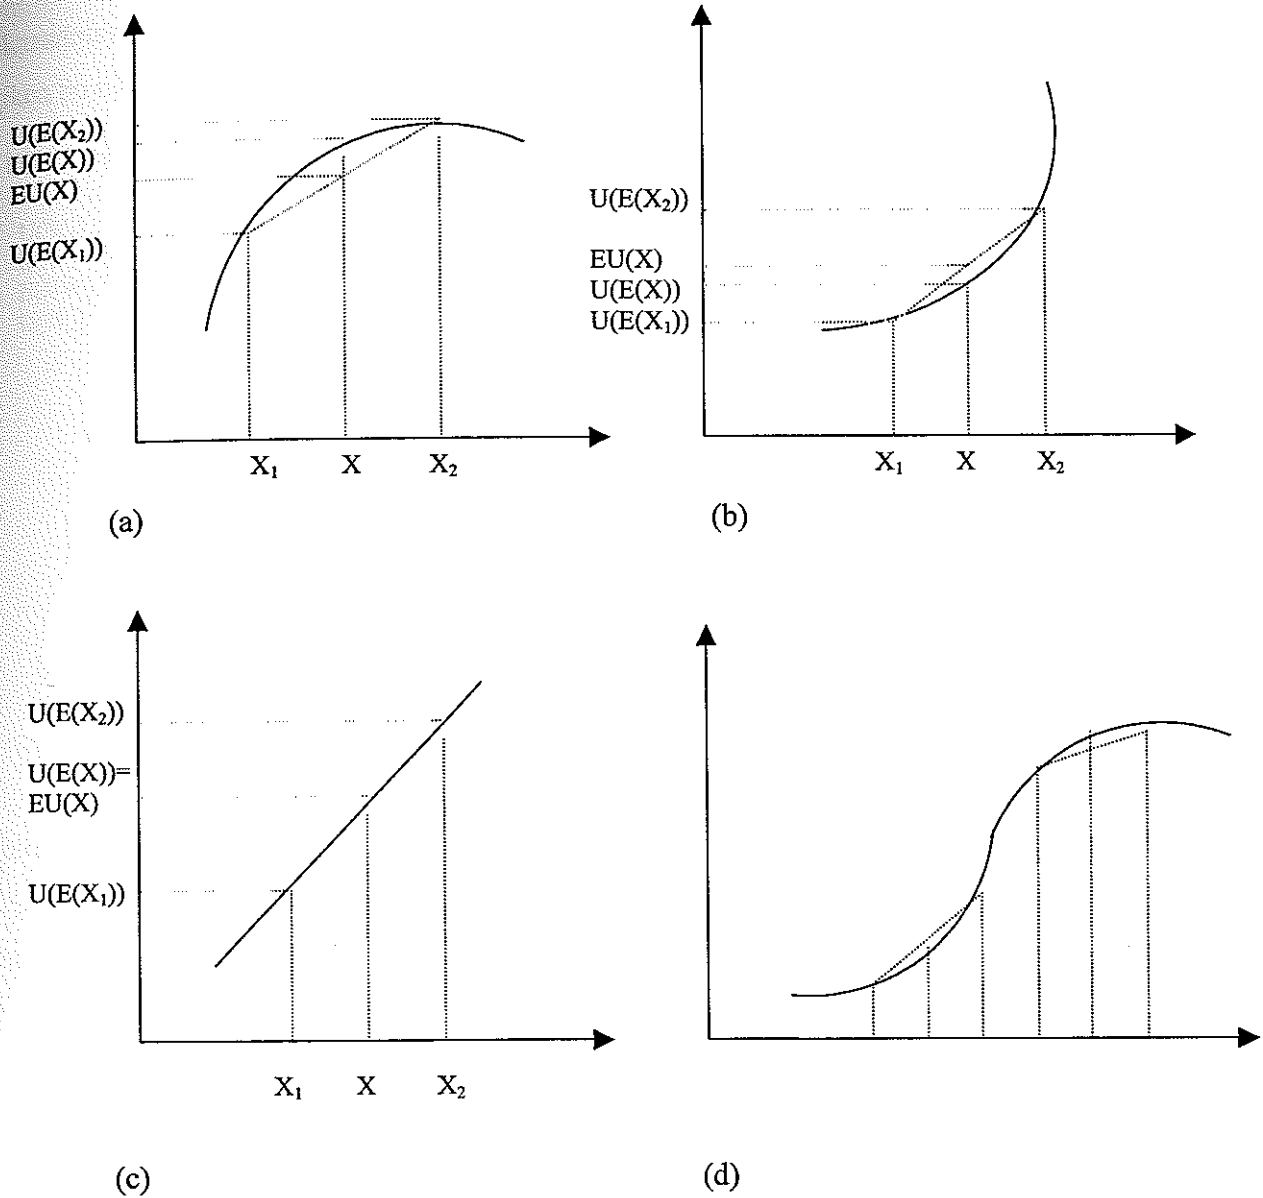 U(E(X₂))
U(E(X))
EU(X)
U(E(X₁))
X₁ X X₂
(a)
U(E(X₂))
EU(X)
U(E(X))
U(E(X₁))
X₁ X X₂
(b)
U(E(X₂))
U(E(X))=
EU(X)
U(E(X₁))
X₁ X X₂
(c)
(d)